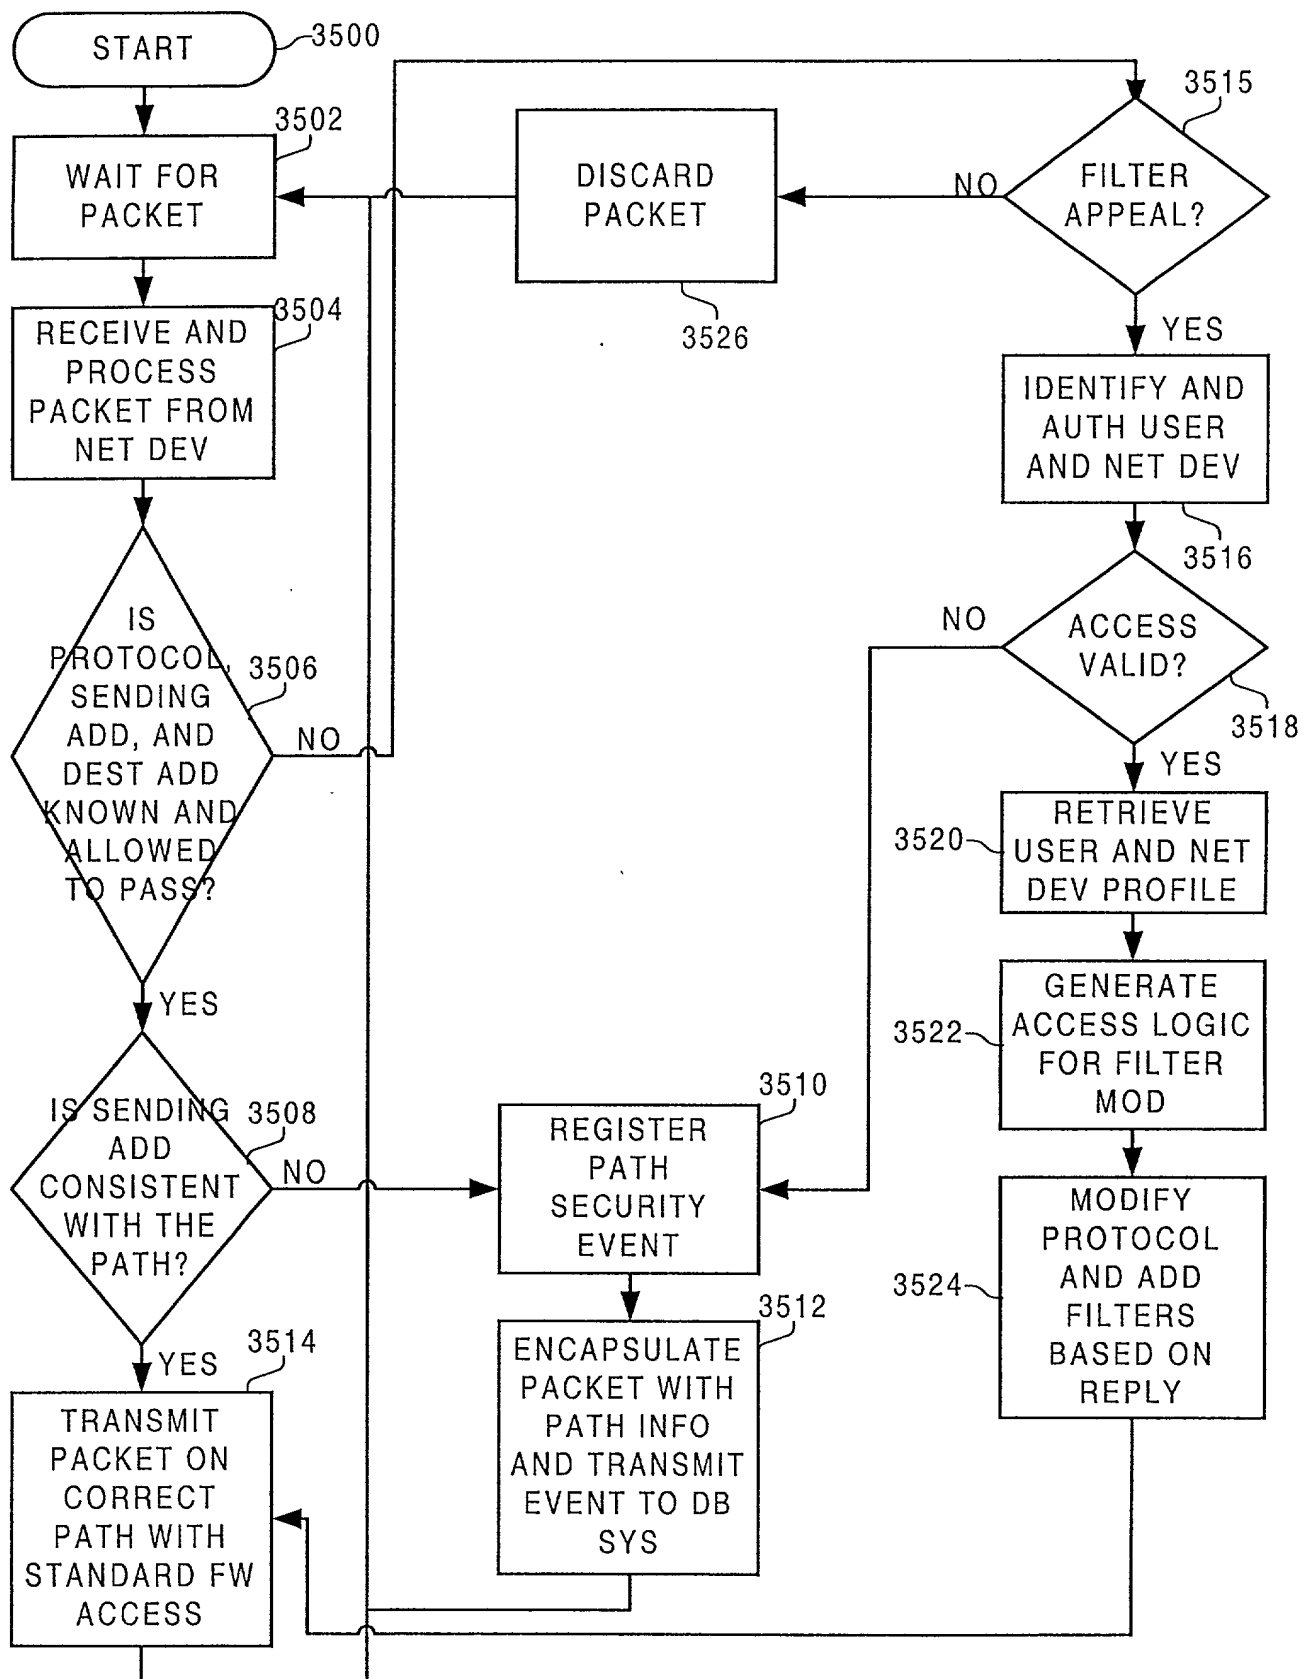 START
3500
3502
WAIT FOR
PACKET
3504
RECEIVE AND
PROCESS
PACKET FROM
NET DEV
IS
PROTOCOL,
SENDING
ADD, AND
DEST ADD
KNOWN AND
ALLOWED
TO PASS?
3506
NO
YES
IS SENDING
ADD
CONSISTENT
WITH THE
PATH?
3508
NO
YES
3514
TRANSMIT
PACKET ON
CORRECT
PATH WITH
STANDARD FW
ACCESS
DISCARD
PACKET
3526
3510
REGISTER
PATH
SECURITY
EVENT
3512
ENCAPSULATE
PACKET WITH
PATH INFO
AND TRANSMIT
EVENT TO DB
SYS
3515
FILTER
APPEAL?
NO
YES
IDENTIFY AND
AUTH USER
AND NET DEV
3516
NO
ACCESS
VALID?
3518
YES
3520
RETRIEVE
USER AND NET
DEV PROFILE
3522
GENERATE
ACCESS LOGIC
FOR FILTER
MOD
3524
MODIFY
PROTOCOL
AND ADD
FILTERS
BASED ON
REPLY